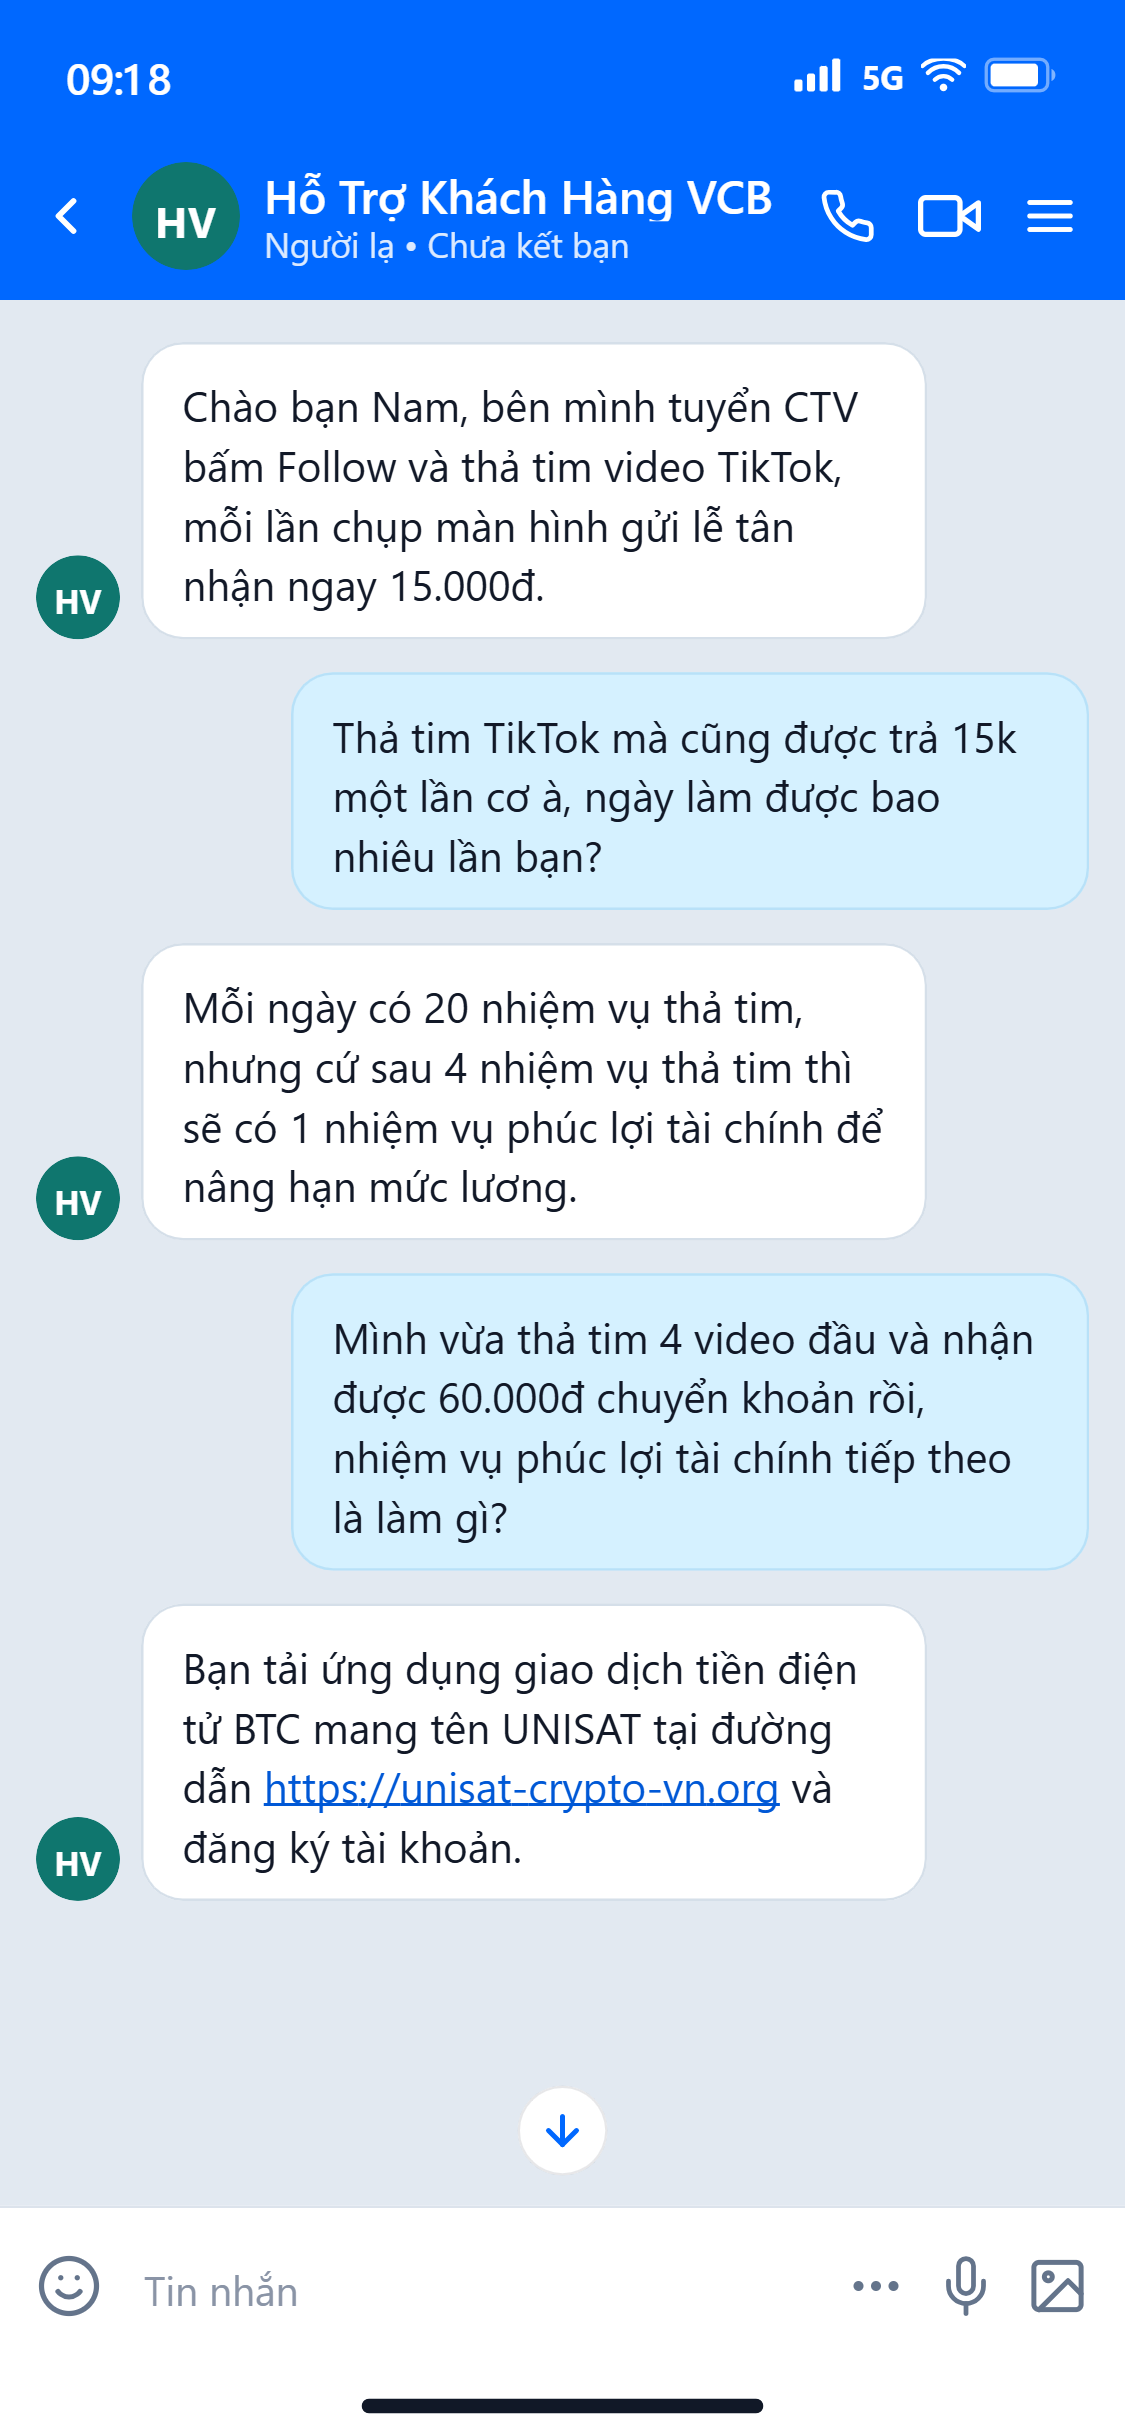 09:18
5G
HV
Hỗ Trợ Khách Hàng VCB
Người lạ • Chưa kết bạn
Chào bạn Nam, bên mình tuyển CTV
bấm Follow và thả tim video TikTok,
mỗi lần chụp màn hình gửi lễ tân
nhận ngay 15.000đ.
HV
Thả tim TikTok mà cũng được trả 15k
một lần cơ à, ngày làm được bao
nhiêu lần bạn?
Mỗi ngày có 20 nhiệm vụ thả tim,
nhưng cứ sau 4 nhiệm vụ thả tim thì
sẽ có 1 nhiệm vụ phúc lợi tài chính để
nâng hạn mức lương.
HV
Mình vừa thả tim 4 video đầu và nhận
được 60.000đ chuyển khoản rồi,
nhiệm vụ phúc lợi tài chính tiếp theo
là làm gì?
Bạn tải ứng dụng giao dịch tiền điện
tử BTC mang tên UNISAT tại đường
dẫn https://unisat-crypto-vn.org và
đăng ký tài khoản.
HV
Tin nhắn